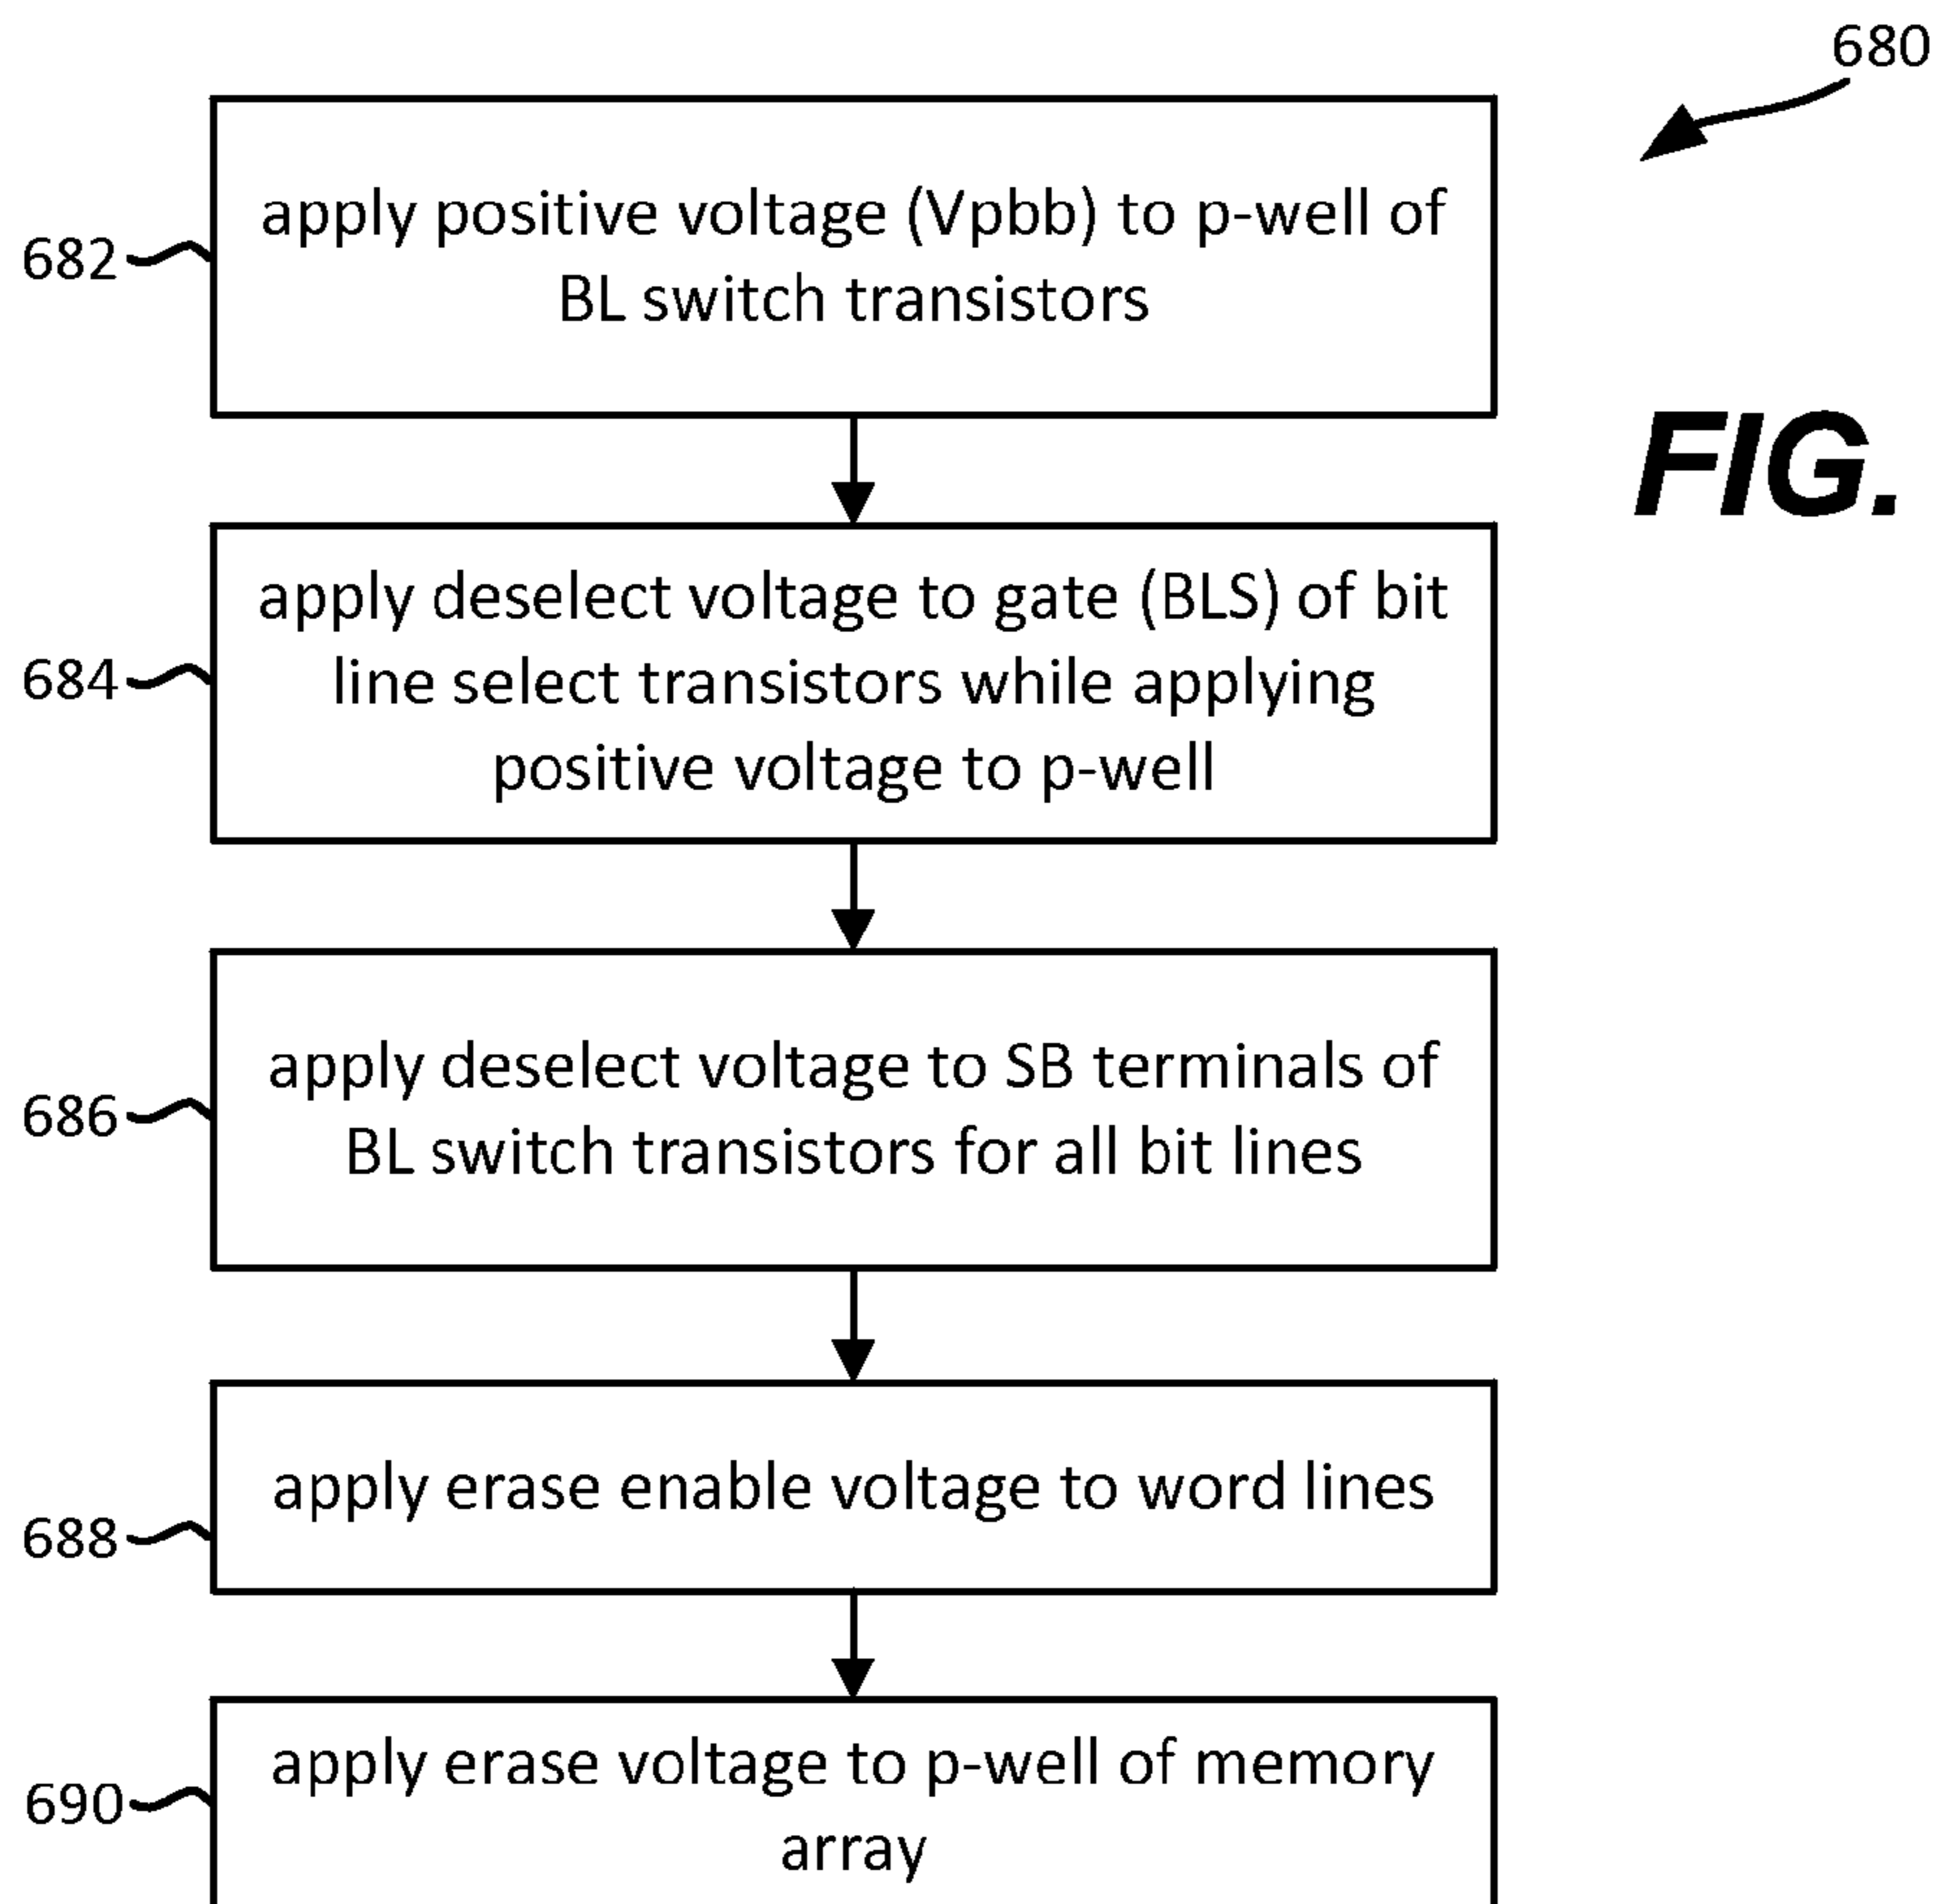 680
682
apply positive voltage (Vpbb) to p-well of
BL switch transistors
FIG.
684
apply deselect voltage to gate (BLS) of bit
line select transistors while applying
positive voltage to p-well
686
apply deselect voltage to SB terminals of
BL switch transistors for all bit lines
688
apply erase enable voltage to word lines
690
apply erase voltage to p-well of memory
array